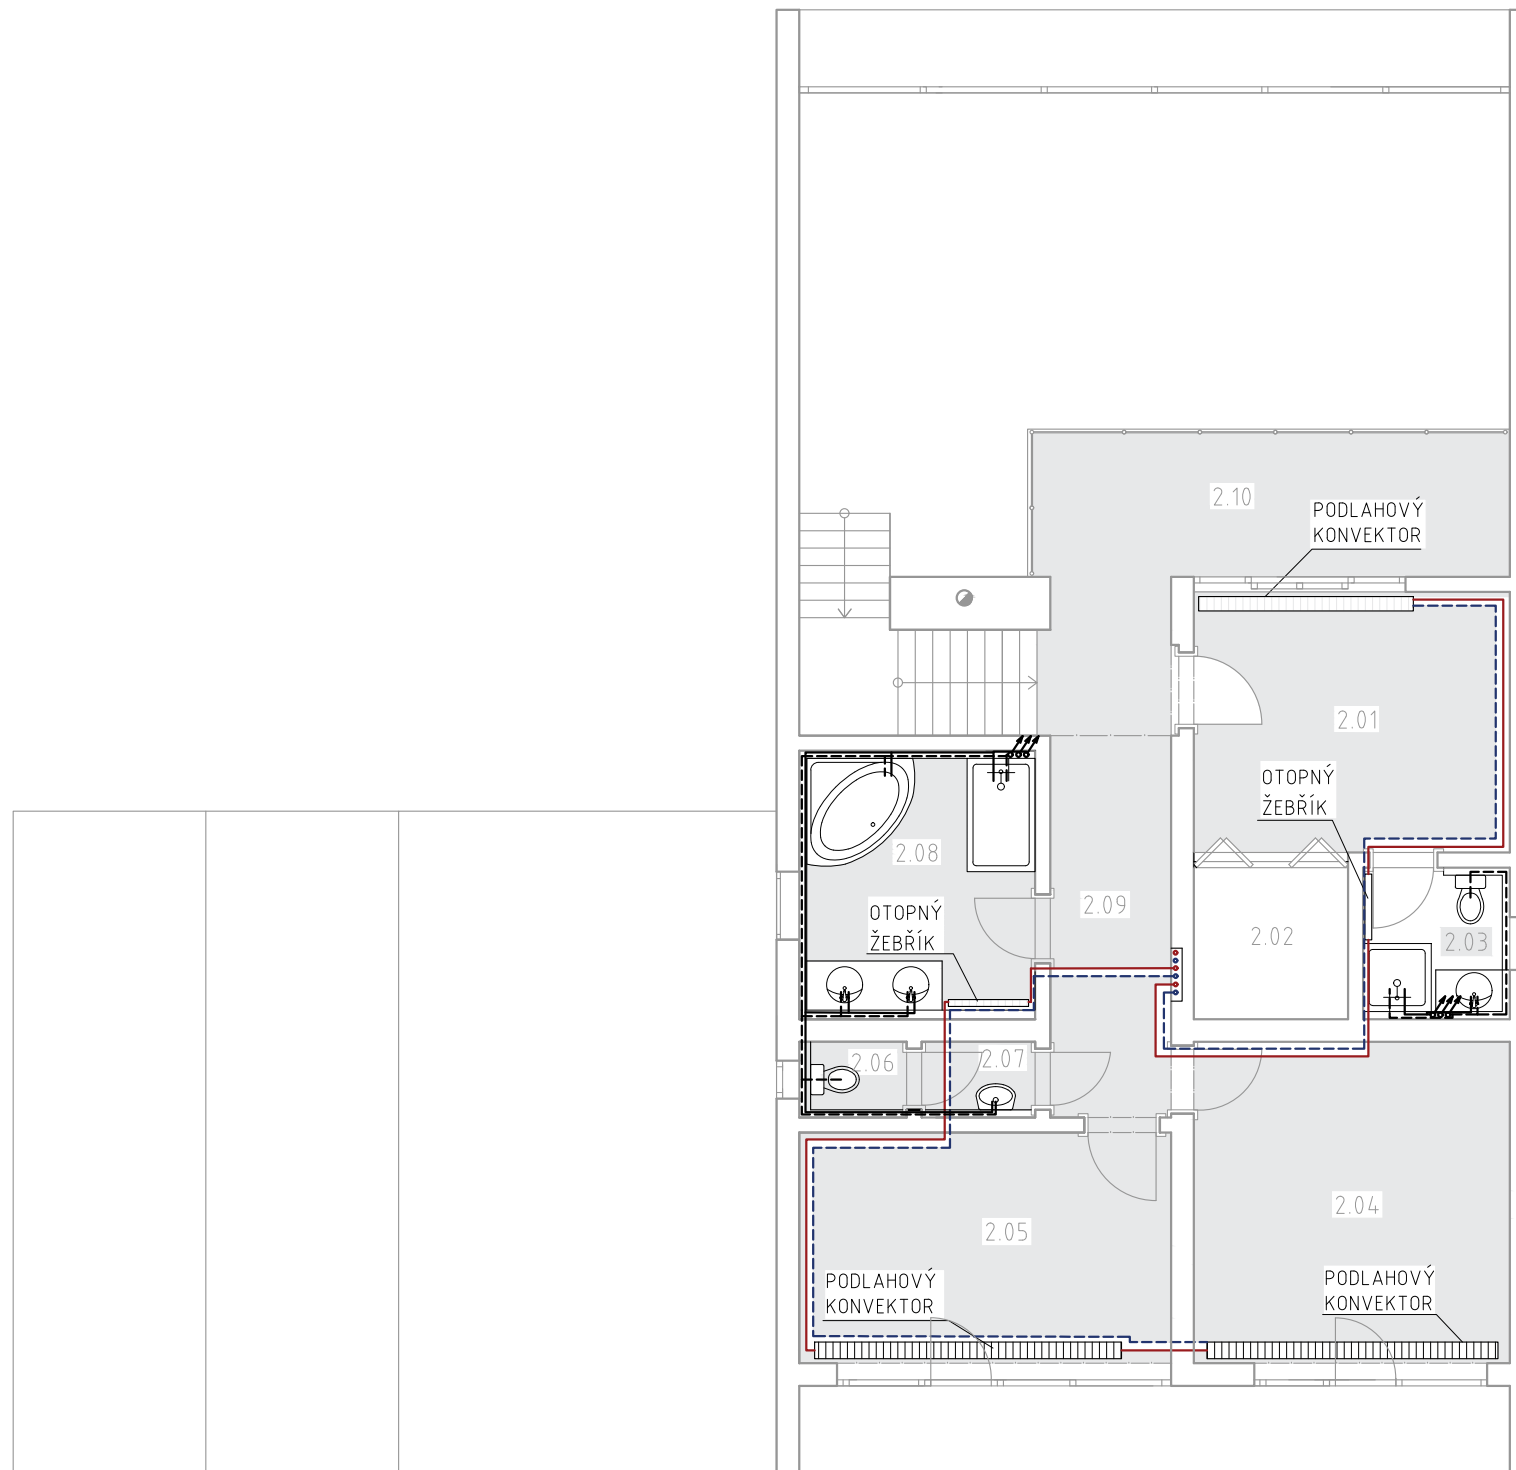 2.10
PODLAHOVÝ
KONVEKTOR
2.01
OTOPNÝ
ŽEBŘÍK
2.08
2.09
OTOPNÝ
ŽEBŘÍK
2.02
2.03
2.06
2.07
2.04
2.05
PODLAHOVÝ
KONVEKTOR
PODLAHOVÝ
KONVEKTOR